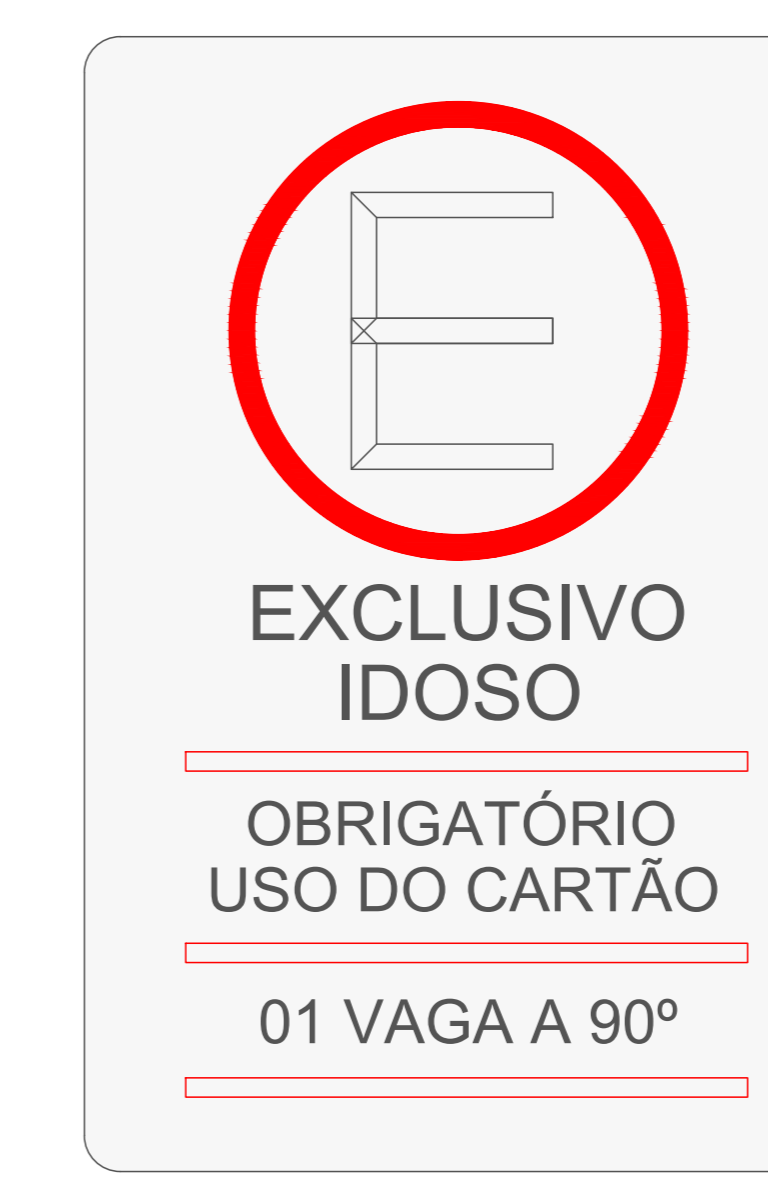 E
EXCLUSIVO
IDOSO
OBRIGATÓRIO
USO DO CARTÃO
01 VAGA A 90º